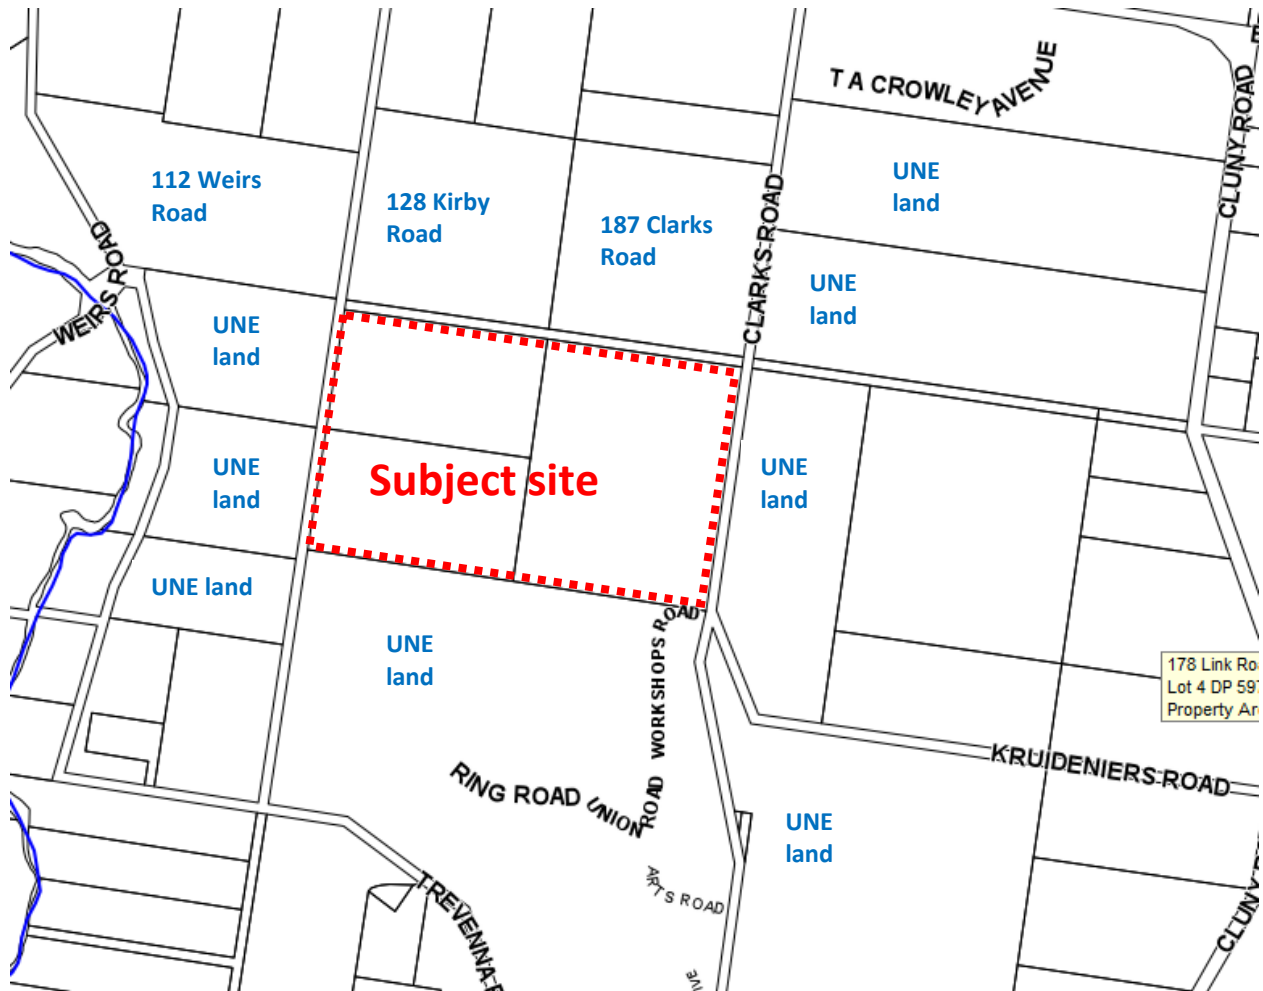 T A CROWLEY AVENUE
CLUNY ROAD
112 Weirs
Road
128 Kirby
Road
187 Clarks
Road
CLARKS ROAD
UNE
land
UNE
land
WEIRS ROAD
UNE
land
Subject site
UNE
land
UNE
land
UNE land
UNE
land
WORKSHOPS ROAD
178 Link Ro
Lot 4 DP 597
Property Ar
KRUIDENIERS ROAD
RING ROAD
UNION ROAD
UNE
land
ARTS ROAD
TREVENNA R
CLUNY R
IVE